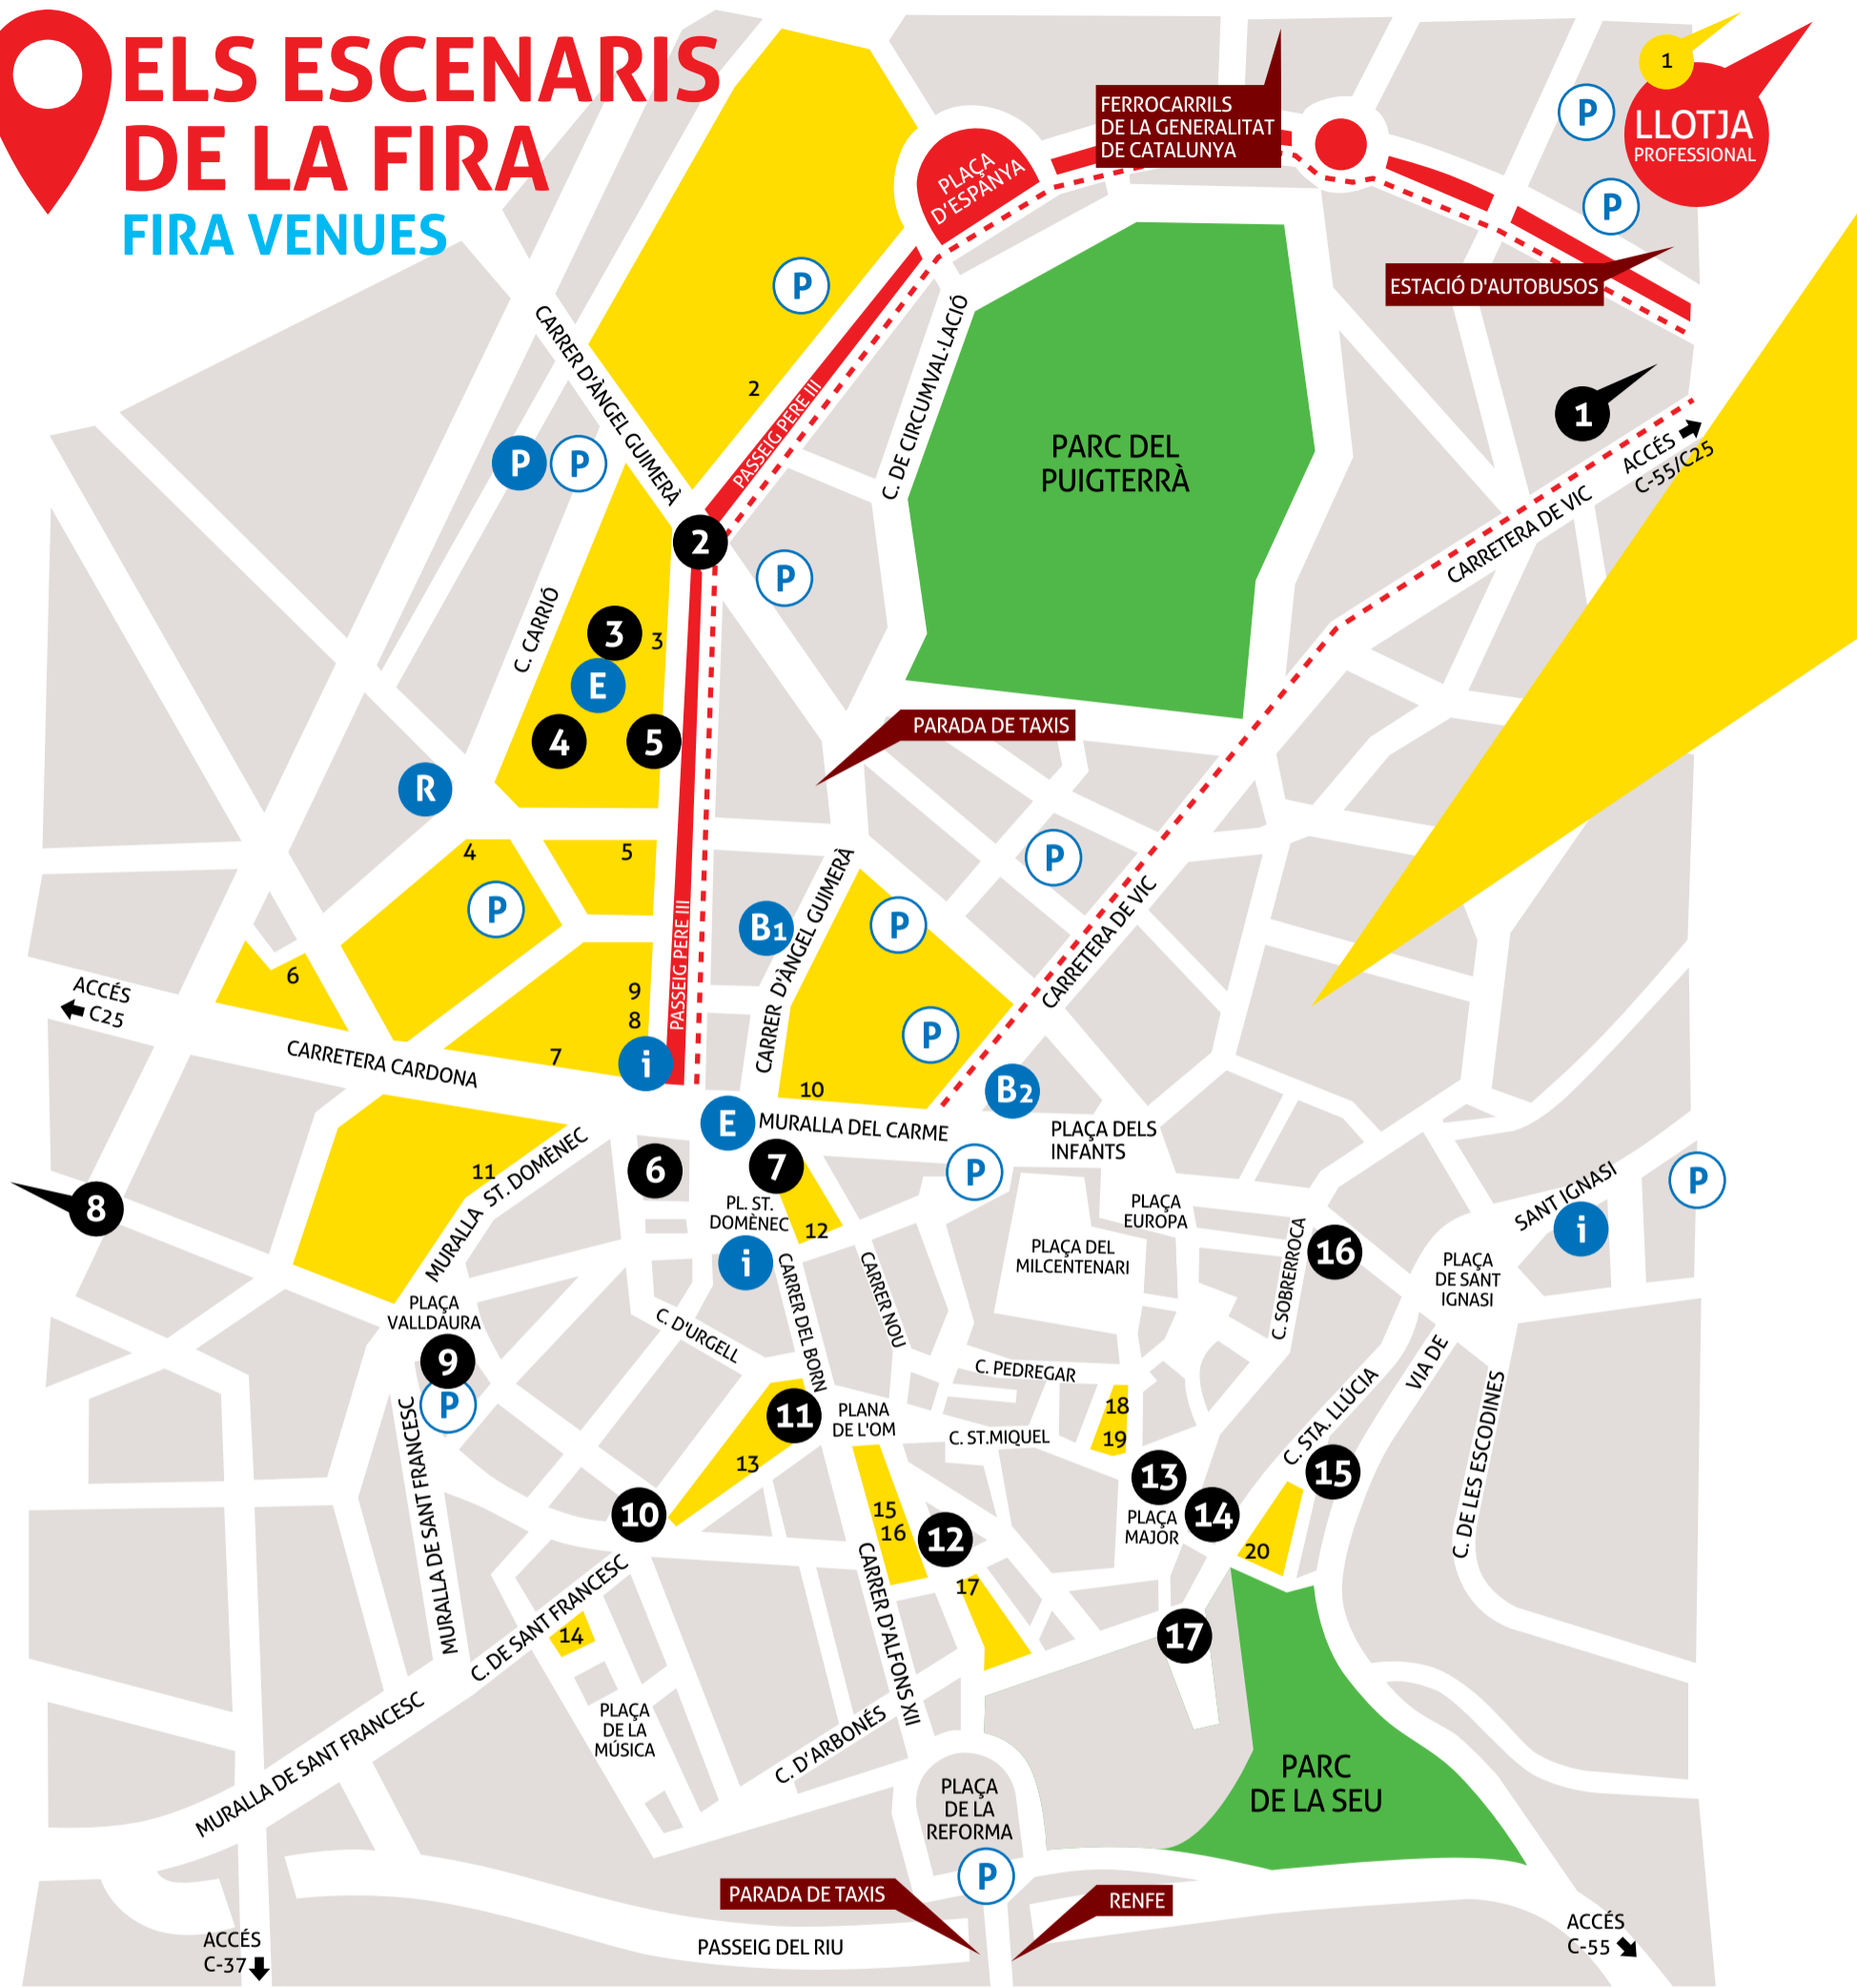 ELS ESCENARIS
DE LA FIRA
FIRA VENUES
FERROCARRILS
DE LA GENERALITAT
DE CATALUNYA
1
P
LLOTJA
PROFESSIONAL
P
PLAÇA
D'ESPANYA
P
ESTACIÓ D'AUTOBUSOS
CARRER D'ÀNGEL GUIMERÀ
2
PASSEIG PERE III
C. DE CIRCUMVAL·LACIÓ
PARC DEL
PUIGTERRÀ
1
ACCÉS
C-55/C25
CARRETERA DE VIC
P
P
2
P
C. CARRIÓ
3
3
E
4
5
PARADA DE TAXIS
R
4
5
P
P
B1
CARRER D'ÀNGEL GUIMERÀ
P
CARRETERA DE VIC
PASSEIG PERE III
6
9
8
7
ACCÉS
C25
CARRETERA CARDONA
i
P
10
B2
E
MURALLA DEL CARME
PLAÇA DELS
INFANTS
11
MURALLA ST. DOMÈNEC
6
7
P
8
PL. ST.
DOMÈNEC
12
i
PLAÇA
EUROPA
PLAÇA DEL
MILCENTENARI
C. SOBERROCA
16
SANT IGNASI
i
P
PLAÇA
DE SANT
IGNASI
PLAÇA
VALLDAURA
9
P
C. D'URGELL
CARRER DEL BORN
CARRER NOU
C. PEDREGAR
VIA DE
11
PLANA
DE L'OM
C. ST.MIQUEL
18
19
C. STA. LLÚCIA
C. DE LES ESCODINES
13
MURALLA DE SANT FRANCESC
10
15
16
12
13
PLAÇA
MAJOR
14
15
20
C. DE SANT FRANCESC
14
CARRER D'ALFONS XII
17
17
MURALLA DE SANT FRANCESC
PLAÇA
DE LA
MÚSICA
C. D'ARBONÉS
PLAÇA
DE LA
REFORMA
P
PARC
DE LA SEU
PARADA DE TAXIS
RENFE
ACCÉS
C-37
PASSEIG DEL RIU
ACCÉS
C-55